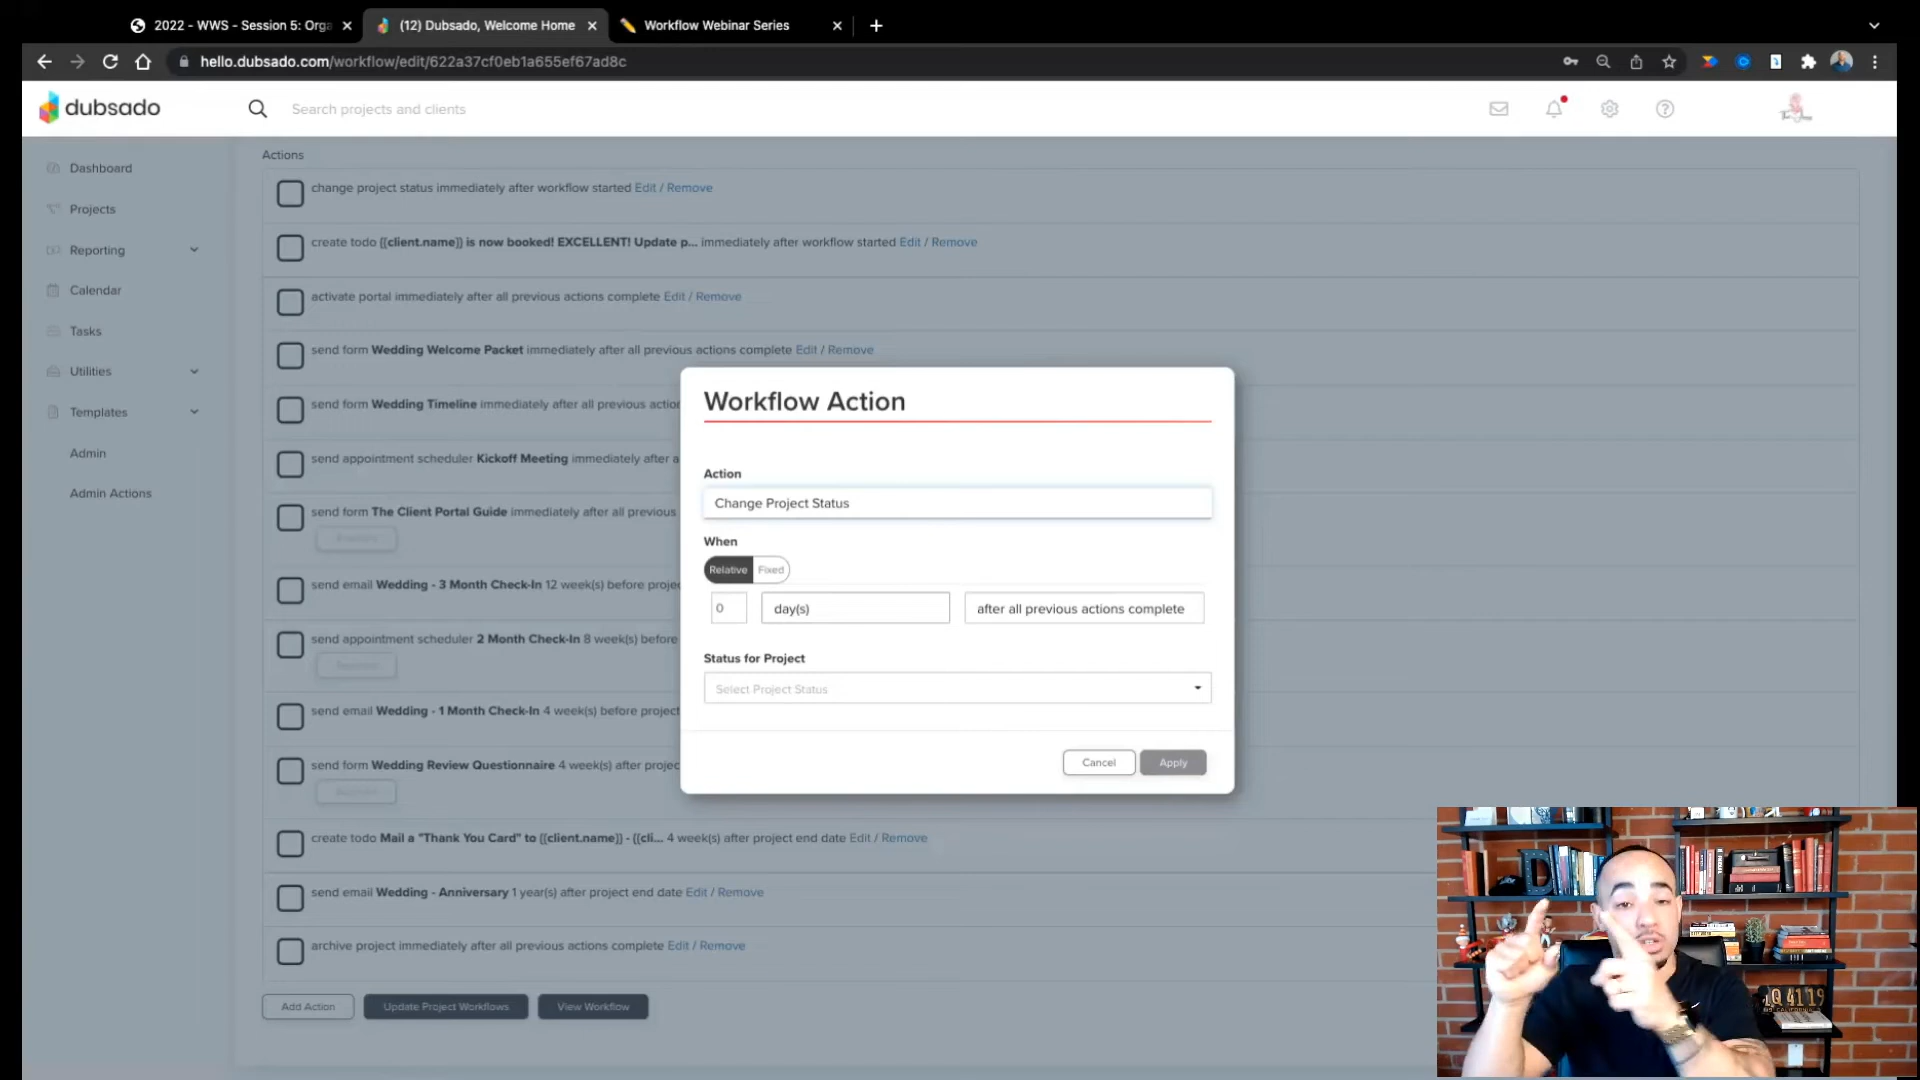 2022 - WWS - Session 5: Orga
(12) Dubsado, Welcome Home
Workflow Webinar Series
hello.dubsado.com/workflow/edit/622a37cf0eb1a655ef67ad8c
dubsado
Search projects and clients
Dashboard
Projects
Reporting
Calendar
Tasks
Utilities
Templates
Admin
Admin Actions
Actions
change project status immediately after workflow started Edit / Remove
create todo {{client.name}} is now booked! EXCELLENT! Update p... immediately after workflow started Edit / Remove
activate portal immediately after all previous actions complete Edit / Remove
send form Wedding Welcome Packet immediately after all previous actions complete Edit / Remove
send form Wedding Timeline immediately after all previous action
send appointment scheduler Kickoff Meeting immediately after a
send form The Client Portal Guide immediately after all previous
send email Wedding - 3 Month Check-In 12 week(s) before projec
send appointment scheduler 2 Month Check-In 8 week(s) before
send email Wedding - 1 Month Check-In 4 week(s) before project
send form Wedding Review Questionnaire 4 week(s) after projec
create todo Mail a "Thank You Card" to {{client.name}} - {{cli... 4 week(s) after project end date Edit / Remove
send email Wedding - Anniversary 1 year(s) after project end date Edit / Remove
archive project immediately after all previous actions complete Edit / Remove
Add Action
Update Project Workflows
View Workflow
Workflow Action
Action
Change Project Status
When
Relative Fixed
0 day(s) after all previous actions complete
Status for Project
Select Project Status
Cancel
Apply
D